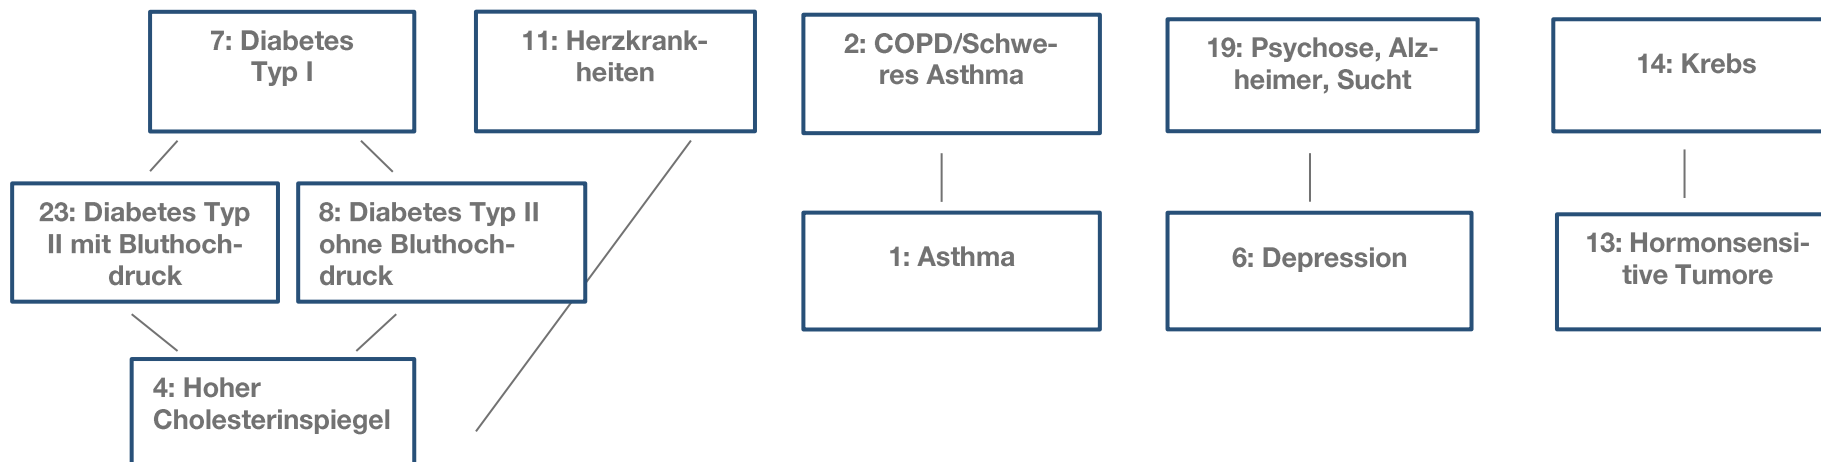 7: Diabetes
Typ I
11: Herzkrank-
heiten
2: COPD/Schwe-
res Asthma
19: Psychose, Alz-
heimer, Sucht
14: Krebs
23: Diabetes Typ
II mit Bluthoch-
druck
8: Diabetes Typ II
ohne Bluthoch-
druck
1: Asthma
6: Depression
13: Hormonsensi-
tive Tumore
4: Hoher
Cholesterinspiegel